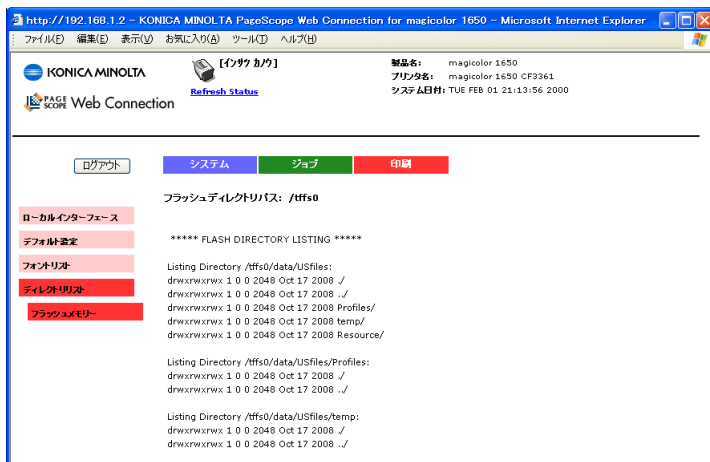 http://192.168.1.2 - KONICA MINOLTA PageScope Web Connection for magicolor 1650 - Microsoft Internet Explorer
ファイル(F) 編集(E) 表示(V) お気に入り(A) ツール(T) ヘルプ(H)
KONICA MINOLTA
PAGE SCOPE Web Connection
[インサツ カノウ]
Refresh Status
製品名: magicolor 1650
プリンタ名: magicolor 1650 CF3361
システム日付: TUE FEB 01 21:13:56 2000
ログアウト
システム ジョブ 印刷
ローカルインターフェース
デフォルト設定
フォントリスト
ディレクトリリスト
フラッシュメモリー
フラッシュディレクトリパス: /tffs0
***** FLASH DIRECTORY LISTING *****
Listing Directory /tffs0/data/USfiles:
drwxrwxrwx 1 0 0 2048 Oct 17 2008 ./
drwxrwxrwx 1 0 0 2048 Oct 17 2008 ../
drwxrwxrwx 1 0 0 2048 Oct 17 2008 Profiles/
drwxrwxrwx 1 0 0 2048 Oct 17 2008 temp/
drwxrwxrwx 1 0 0 2048 Oct 17 2008 Resource/
Listing Directory /tffs0/data/USfiles/Profiles:
drwxrwxrwx 1 0 0 2048 Oct 17 2008 ./
drwxrwxrwx 1 0 0 2048 Oct 17 2008 ../
Listing Directory /tffs0/data/USfiles/temp:
drwxrwxrwx 1 0 0 2048 Oct 17 2008 ./
drwxrwxrwx 1 0 0 2048 Oct 17 2008 ../